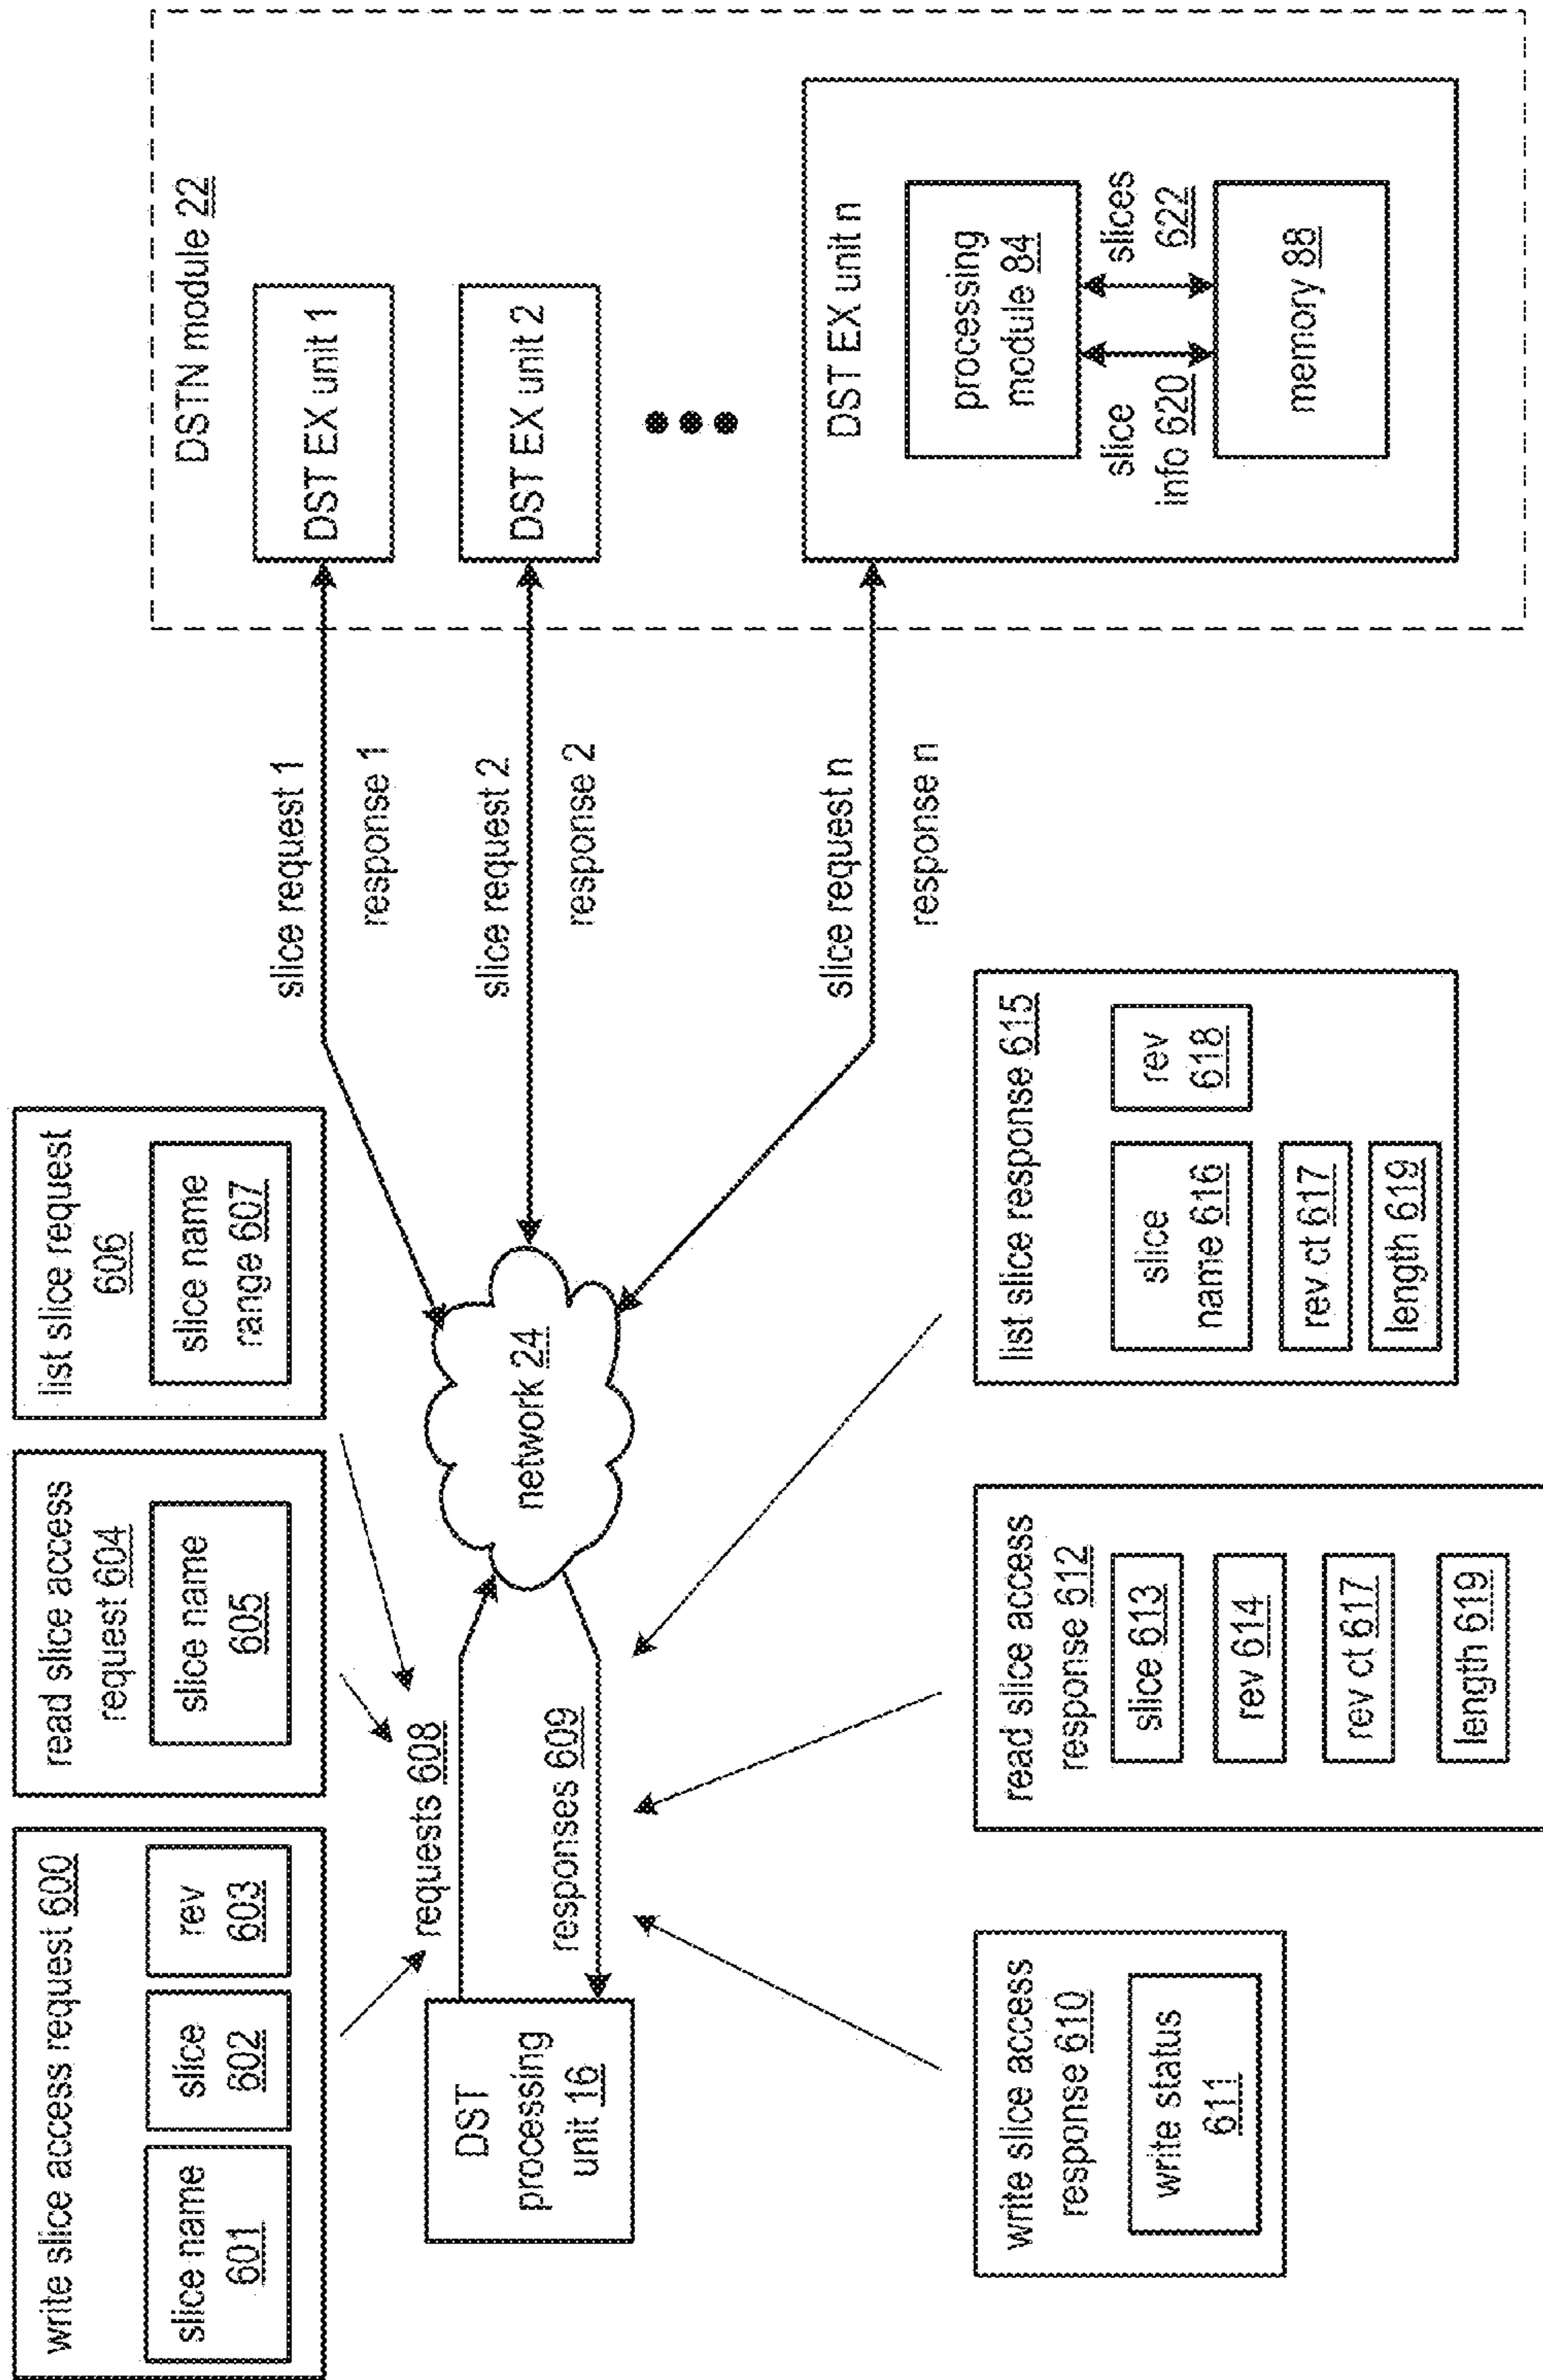 write slice access request 600
slice name
601
slice
602
rev
603
read slice access
request 604
slice name
605
list slice request
606
slice name
range 607
DST
processing
unit 16
requests 608
responses 609
network 24
slice request 1
response 1
slice request 2
response 2
slice request n
response n
DSTN module 22
DST EX unit 1
DST EX unit 2
DST EX unit n
processing
module 84
slice
info 620
slices
622
memory 88
write slice access
response 610
write status
611
read slice access
response 612
slice 613
rev 614
rev ct 617
length 619
list slice response 615
slice
name 616
rev
618
rev ct 617
length 619